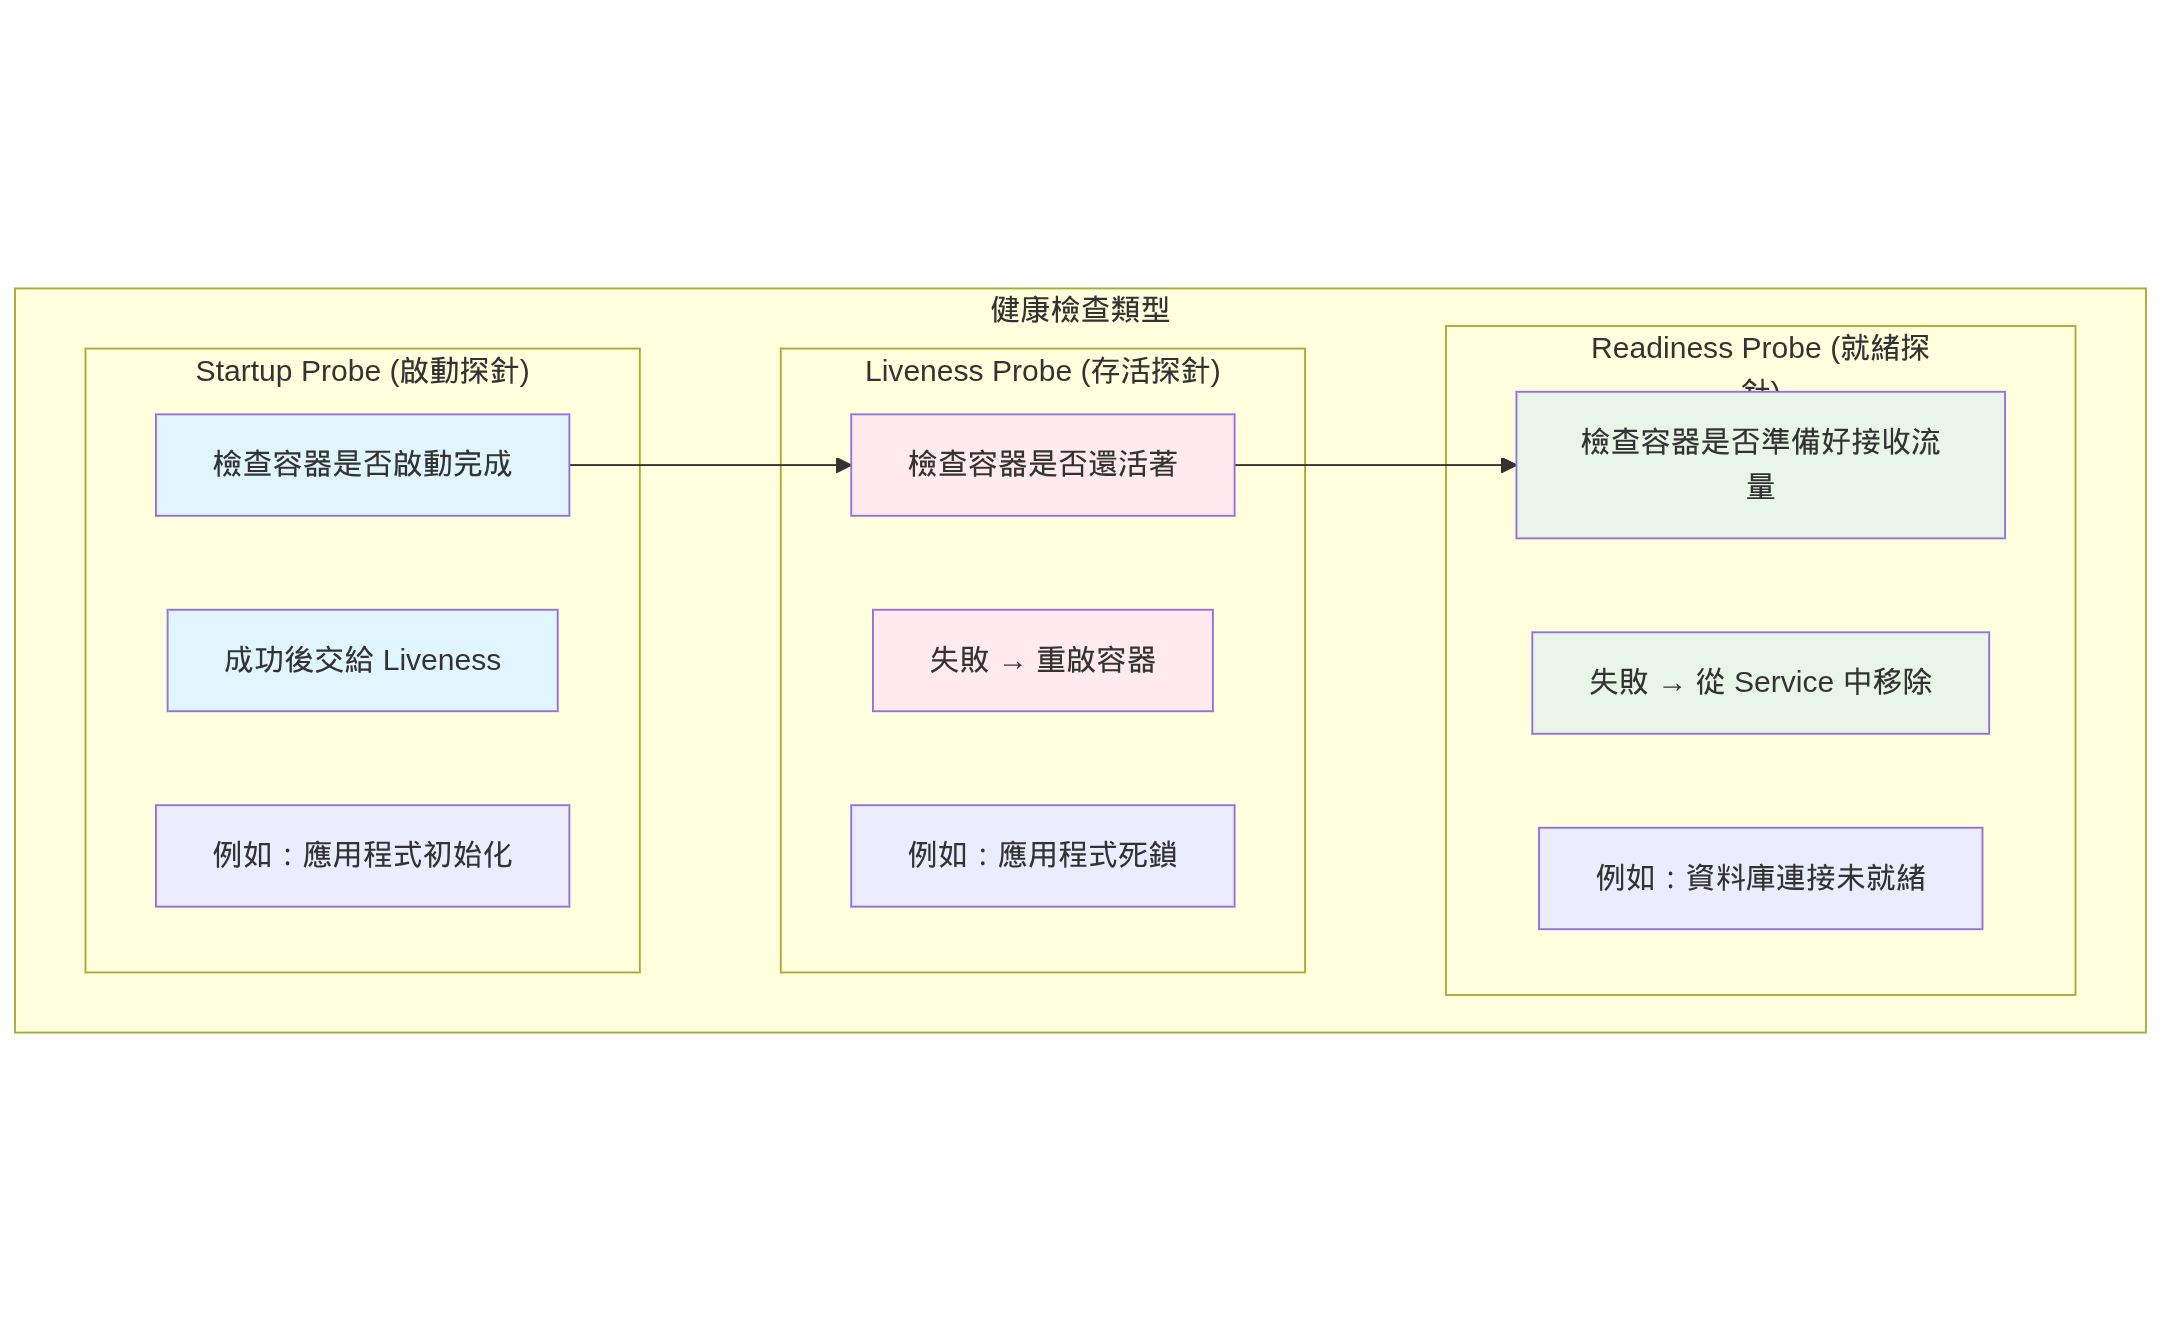 健康檢查類型
Startup Probe (啟動探針)
檢查容器是否啟動完成
成功後交給 Liveness
例如：應用程式初始化
Liveness Probe (存活探針)
檢查容器是否還活著
失敗 → 重啟容器
例如：應用程式死鎖
Readiness Probe (就緒探
針)
檢查容器是否準備好接收流
量
失敗 → 從 Service 中移除
例如：資料庫連接未就緒